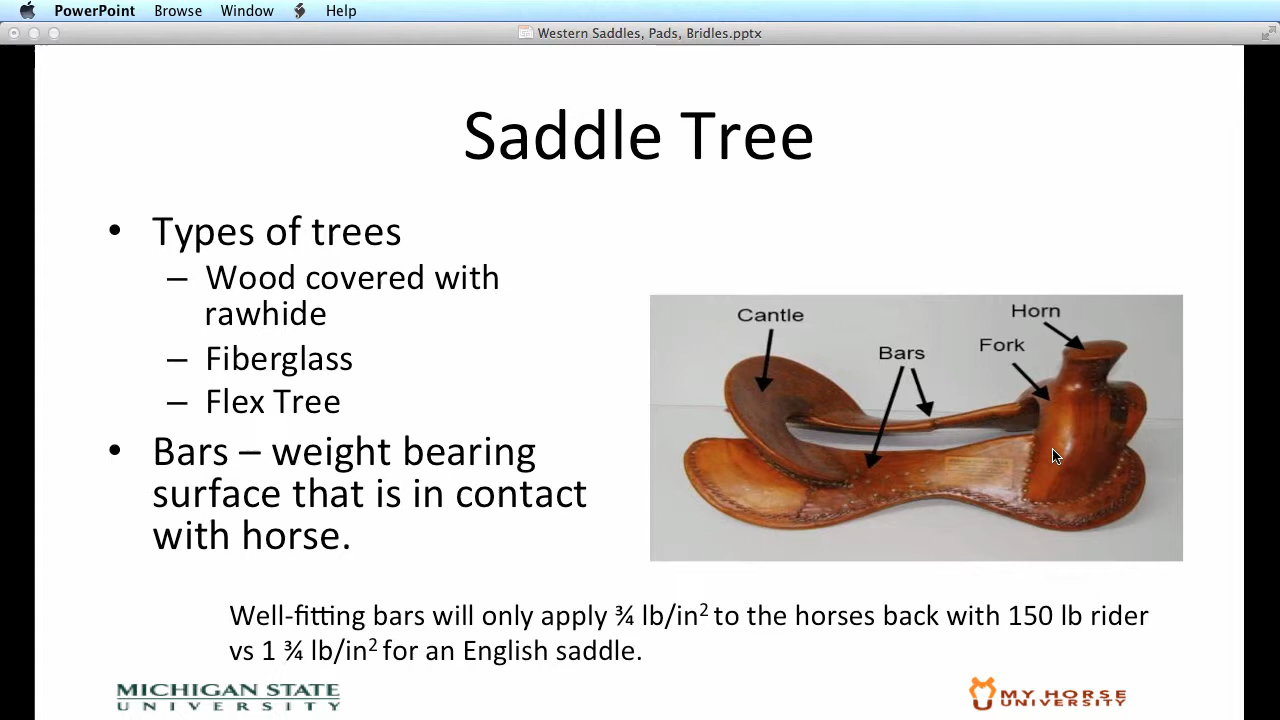 PowerPoint Browse Window Help
Western Saddles, Pads, Bridles.pptx
Saddle Tree
• Types of trees
– Wood covered with
rawhide
– Fiberglass
– Flex Tree
• Bars – weight bearing
surface that is in contact
with horse.
Cantle
Bars
Fork
Horn
Well-fitting bars will only apply ¾ lb/in² to the horses back with 150 lb rider
vs 1 ¾ lb/in² for an English saddle.
MICHIGAN STATE
UNIVERSITY
MY HORSE
UNIVERSITY